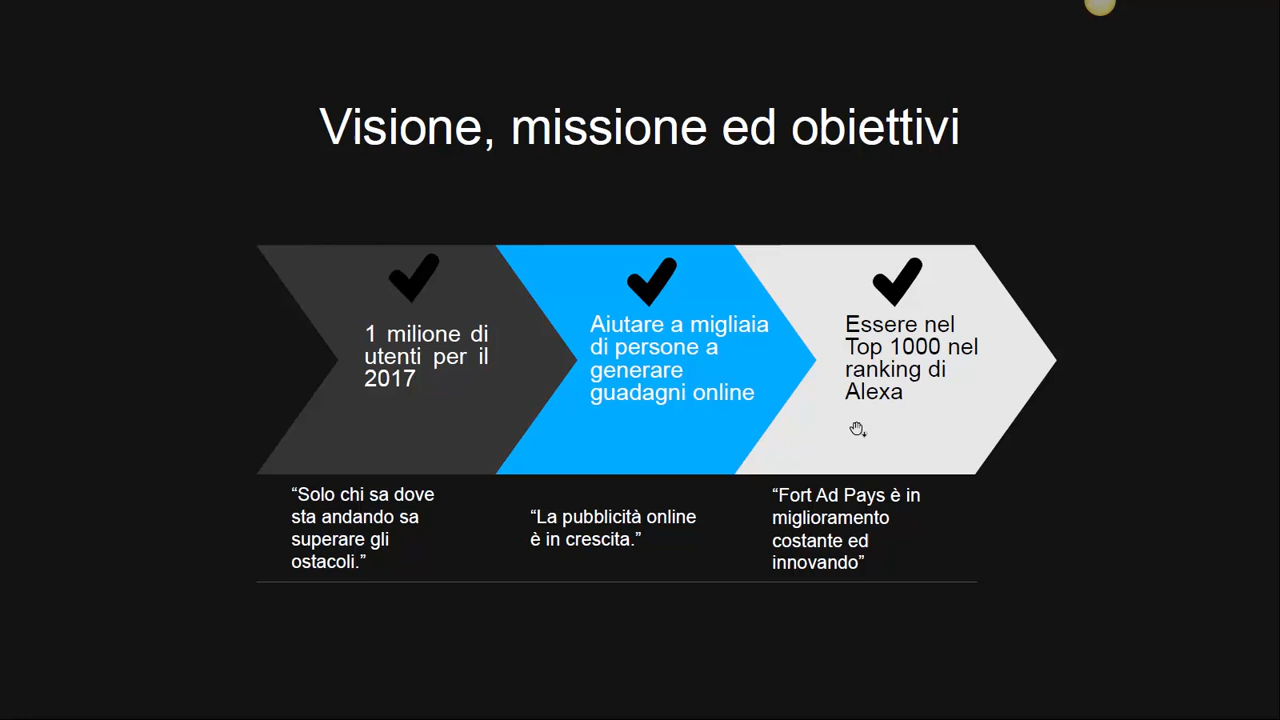 Visione, missione ed obiettivi
1 milione di
utenti per il
2017
Aiutare a migliaia
di persone a
generare
guadagni online
Essere nel
Top 1000 nel
ranking di
Alexa
“Solo chi sa dove
sta andando sa
superare gli
ostacoli.”
“La pubblicità online
è in crescita.”
“Fort Ad Pays è in
miglioramento
costante ed
innovando”